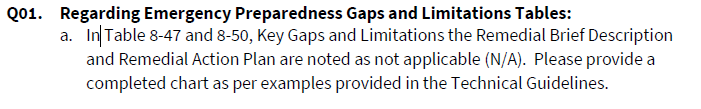 Q01. Regarding Emergency Preparedness Gaps and Limitations Tables:
a. In Table 8-47 and 8-50, Key Gaps and Limitations the Remedial Brief Description
and Remedial Action Plan are noted as not applicable (N/A). Please provide a
completed chart as per examples provided in the Technical Guidelines.